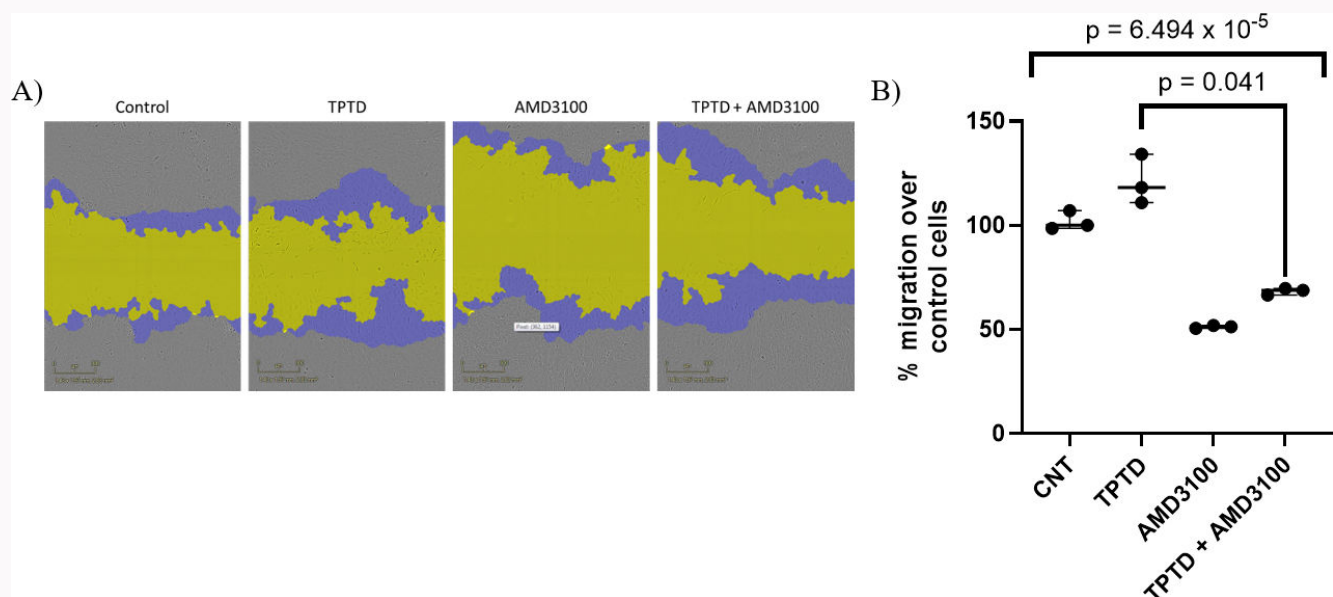 A)
Control
TPTD
AMD3100
TPTD + AMD3100
B)
p = 6.494 x 10⁻⁵
p = 0.041
% migration over
control cells
150
100
50
0
CNT
TPTD
AMD3100
TPTD + AMD3100